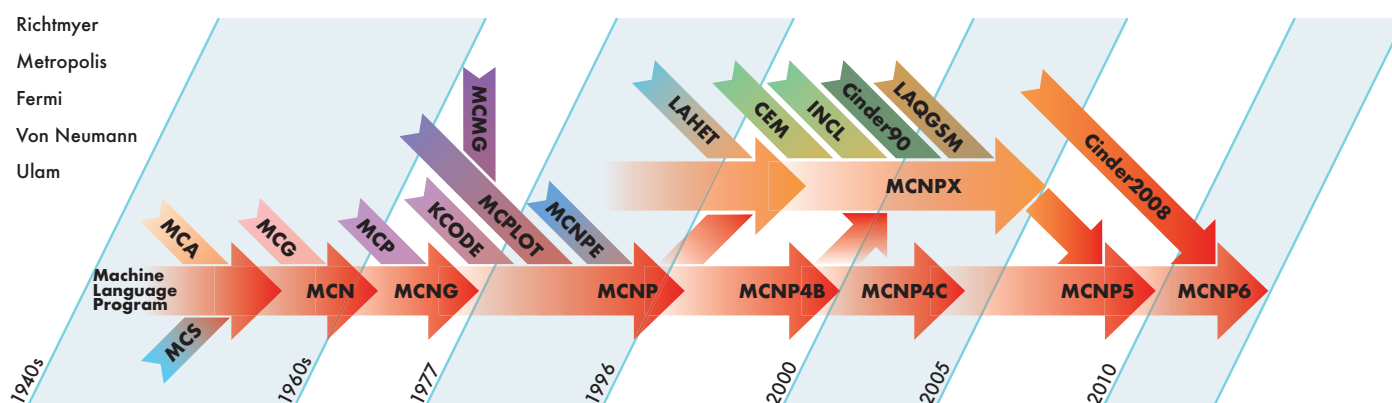 Richtmyer
Metropolis
Fermi
Von Neumann
Ulam
MCMG
LAHET
CEM
INCL
Cinder90
LAQGSM
Cinder2008
MCNPX
MCA
MCG
MCP
KCODE
MCPLOT
MCNPE
Machine
Language
Program
MCN
MCNG
MCNP
MCNP4B
MCNP4C
MCNP5
MCNP6
MCS
1940s
1960s
1977
1996
2000
2005
2010